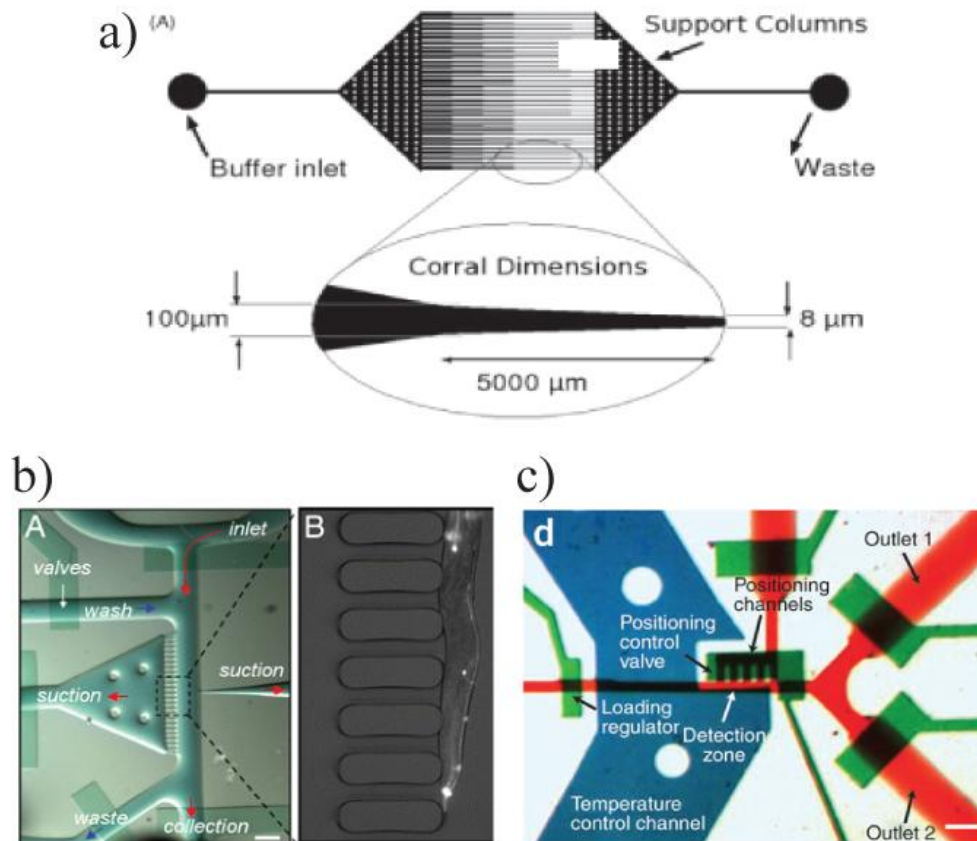 a) (A)
Support Columns
Buffer inlet
Waste
Corral Dimensions
100µm
8 µm
5000 µm
b)
A
inlet
valves
wash
suction
suction
waste
collection
B
c)
d
Outlet 1
Positioning
channels
Positioning
control
valve
Loading
regulator
Detection
zone
Temperature
control channel
Outlet 2